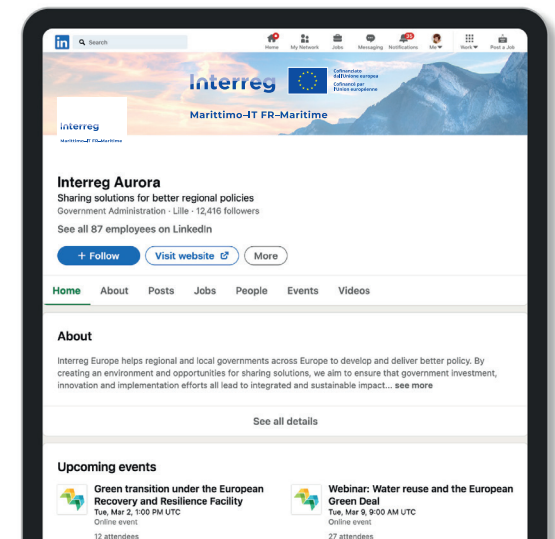 in
Search
Home
My Network
Jobs
Messaging
Notifications
Me
Work
Post a Job
Interreg
Cofinanziato
dall'Unione europea
Cofinancé par
l'Union européenne
Marittimo-IT FR-Maritime
Interreg
Marittimo-IT FR-Maritime
Interreg Aurora
Sharing solutions for better regional policies
Government Administration · Lille · 12,416 followers
See all 87 employees on LinkedIn
+ Follow
Visit website
More
Home About Posts Jobs People Events Videos
About
Interreg Europe helps regional and local governments across Europe to develop and deliver better policy. By
creating an environment and opportunities for sharing solutions, we aim to ensure that government investment,
innovation and implementation efforts all lead to integrated and sustainable impact... see more
See all details
Upcoming events
Green transition under the European
Recovery and Resilience Facility
Tue, Mar 2, 1:00 PM UTC
Online event
12 attendees
Webinar: Water reuse and the European
Green Deal
Tue, Mar 9, 9:00 AM UTC
Online event
27 attendees